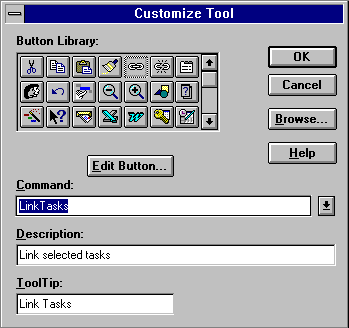 Customize Tool
Button Library:
OK
Cancel
Browse...
Help
Edit Button...
Command:
LinkTasks
Description:
Link selected tasks
ToolTip:
Link Tasks